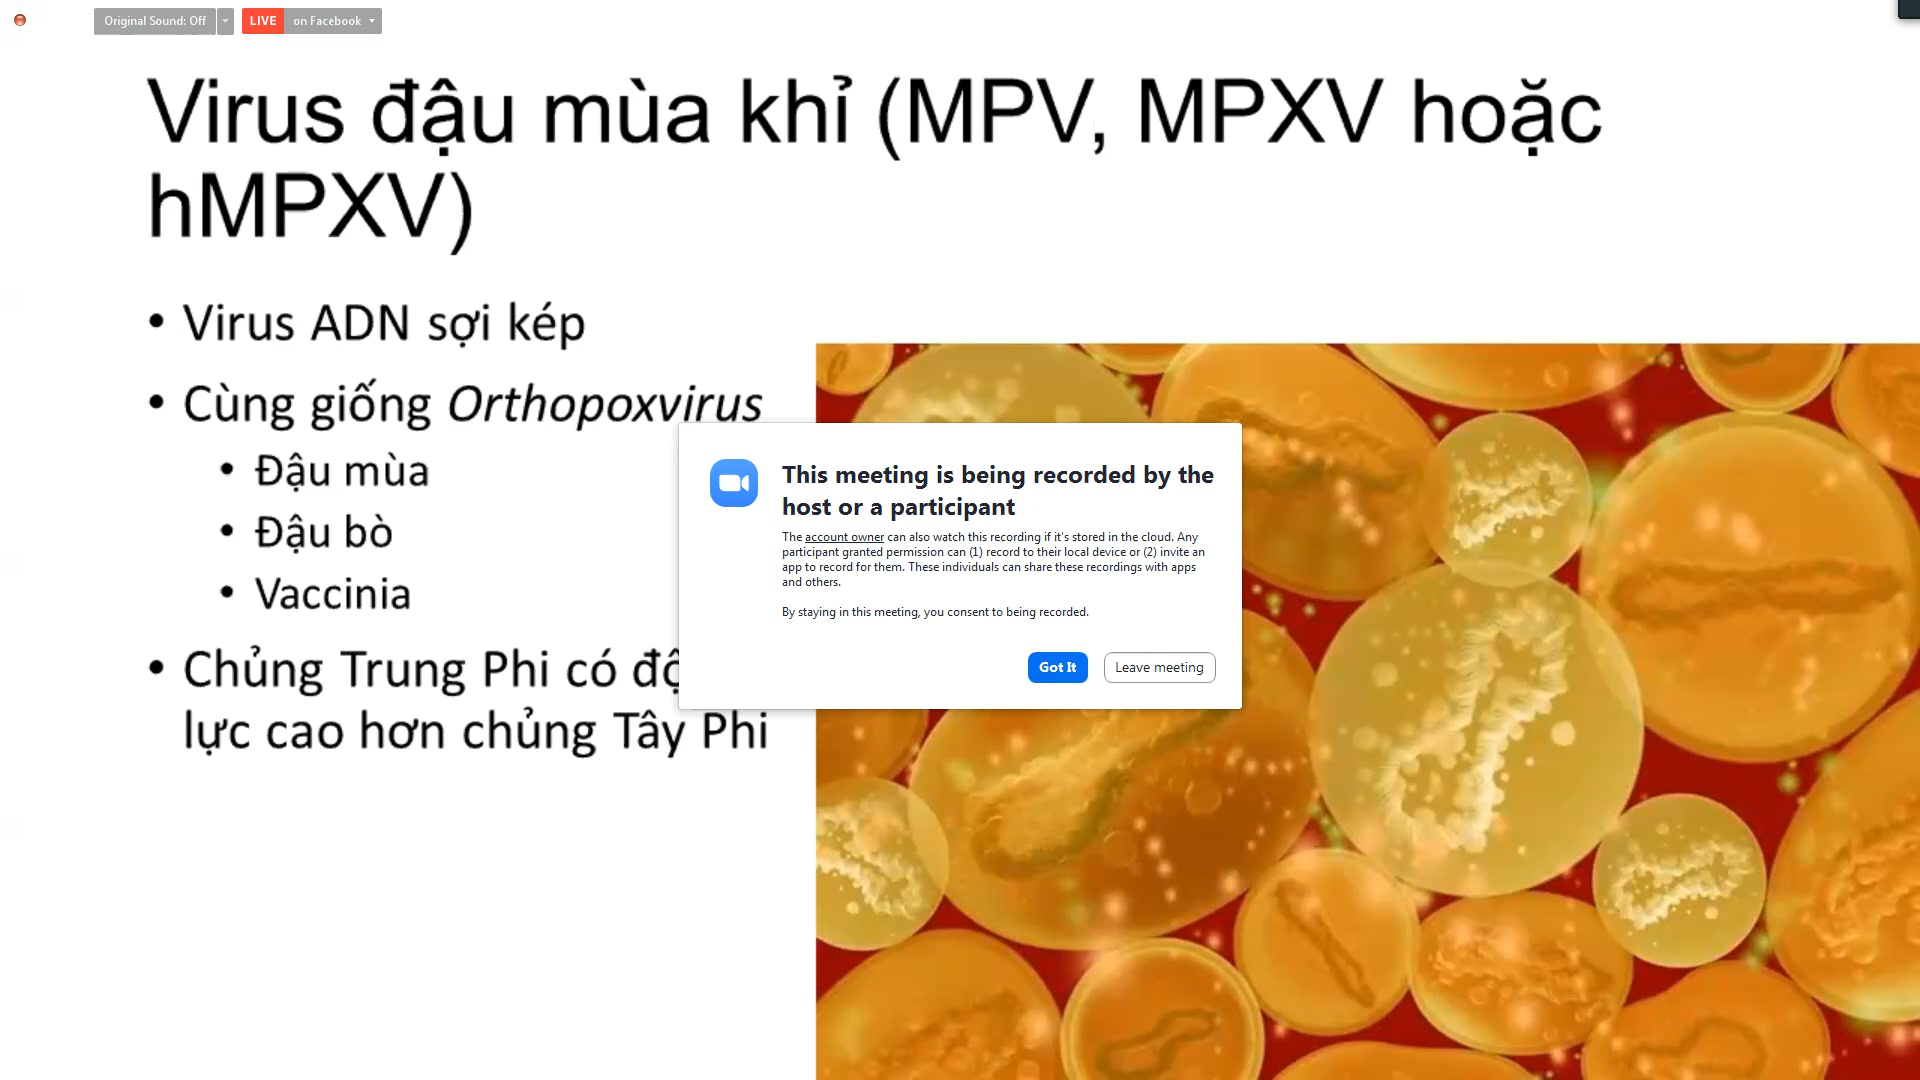 Original Sound: Off
LIVE on Facebook
Virus đậu mùa khỉ (MPV, MPXV hoặc
hMPXV)
• Virus ADN sợi kép
• Cùng giống Orthopoxvirus
• Đậu mùa
• Đậu bò
• Vaccinia
• Chủng Trung Phi có
lực cao hơn chủng Tây Phi
This meeting is being recorded by the
host or a participant
The account owner can also watch this recording if it's stored in the cloud. Any
participant granted permission can (1) record to their local device or (2) invite an
app to record for them. These individuals can share these recordings with apps
and others.
By staying in this meeting, you consent to being recorded.
Got It
Leave meeting